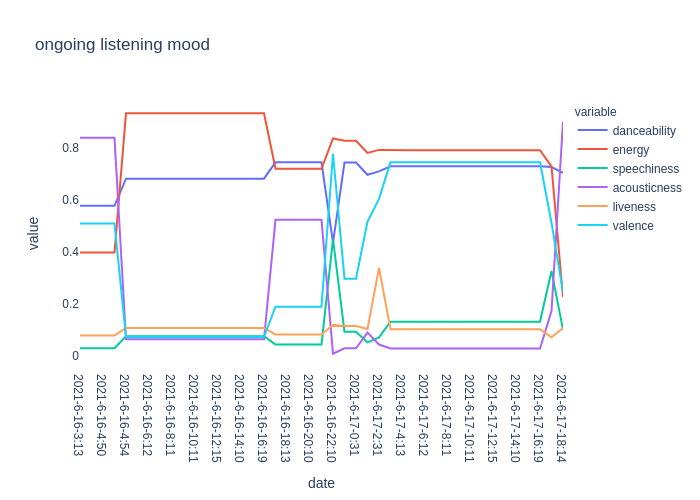 ongoing listening mood
variable
danceability
energy
speechiness
acousticness
liveness
valence
value
0.8
0.6
0.4
0.2
0
2021-6-16-3:13
2021-6-16-4:50
2021-6-16-4:54
2021-6-16-6:12
2021-6-16-8:11
2021-6-16-10:11
2021-6-16-12:15
2021-6-16-14:10
2021-6-16-16:19
2021-6-16-18:13
2021-6-16-20:10
2021-6-16-22:10
2021-6-17-0:31
2021-6-17-2:31
2021-6-17-4:13
2021-6-17-6:12
2021-6-17-8:11
2021-6-17-10:11
2021-6-17-12:15
2021-6-17-14:10
2021-6-17-16:19
2021-6-17-18:14
date